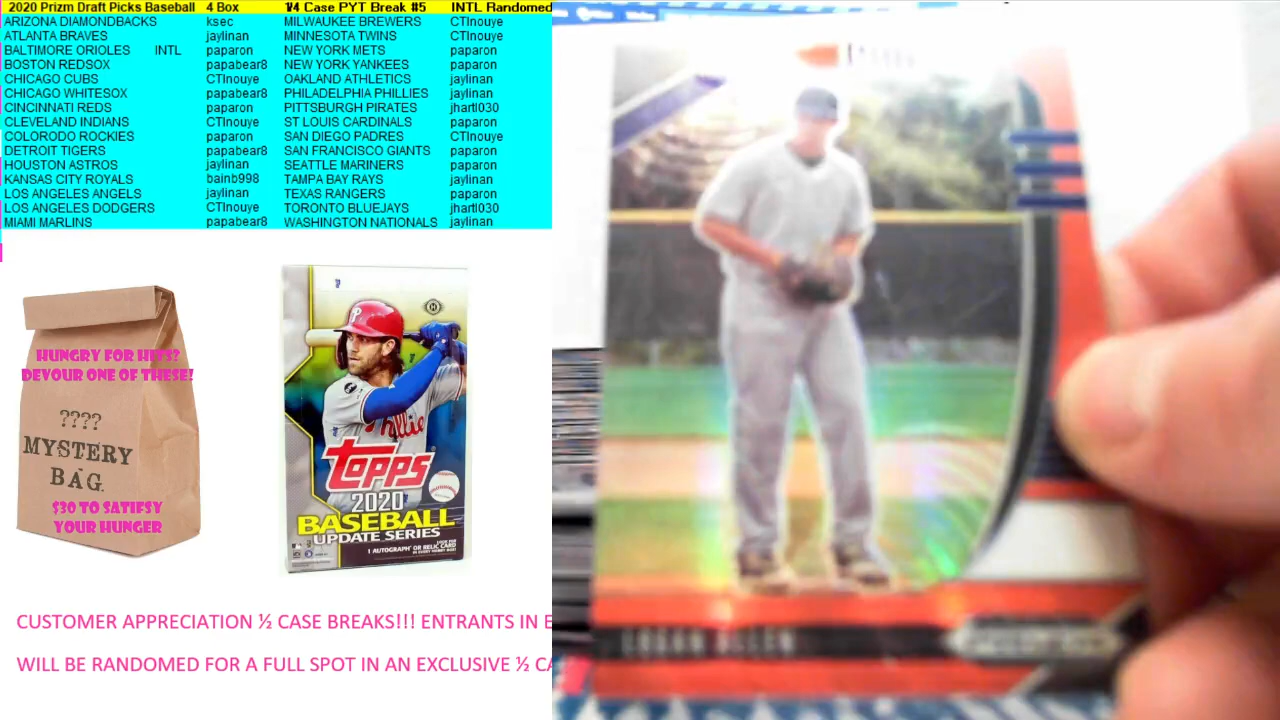 2020 Prizm Draft Picks Baseball 4 Box 1/4 Case PYT Break #5 INTL Randomed
ARIZONA DIAMONDBACKS ksec MILWAUKEE BREWERS CTInouye
ATLANTA BRAVES jaylinan MINNESOTA TWINS CTInouye
BALTIMORE ORIOLES INTL paparon NEW YORK METS paparon
BOSTON REDSOX papabear8 NEW YORK YANKEES paparon
CHICAGO CUBS CTInouye OAKLAND ATHLETICS jaylinan
CHICAGO WHITESOX papabear8 PHILADELPHIA PHILLIES jaylinan
CINCINNATI REDS paparon PITTSBURGH PIRATES jhartl030
CLEVELAND INDIANS CTInouye ST LOUIS CARDINALS paparon
COLORODO ROCKIES paparon SAN DIEGO PADRES CTInouye
DETROIT TIGERS papabear8 SAN FRANCISCO GIANTS paparon
HOUSTON ASTROS jaylinan SEATTLE MARINERS paparon
KANSAS CITY ROYALS bainb998 TAMPA BAY RAYS jaylinan
LOS ANGELES ANGELS jaylinan TEXAS RANGERS paparon
LOS ANGELES DODGERS CTInouye TORONTO BLUEJAYS jhartl030
MIAMI MARLINS papabear8 WASHINGTON NATIONALS jaylinan
HUNGRY FOR HITS?
DEVOUR ONE OF THESE!
????
MYSTERY
BAG.
$30 TO SATIFSY
YOUR HUNGER
Phillies
TOPPS
2020
BASEBALL
UPDATE SERIES
1 AUTOGRAPH OR RELIC CARD
CUSTOMER APPRECIATION ½ CASE BREAKS!!! ENTRANTS IN
WILL BE RANDOMED FOR A FULL SPOT IN AN EXCLUSIVE ½
LOGAN ALLEN